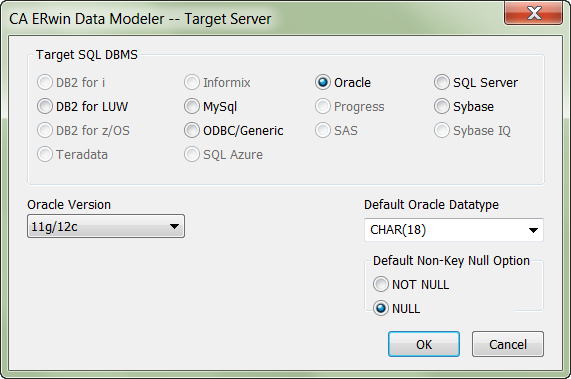 CA ERwin Data Modeler -- Target Server
Target SQL DBMS
DB2 for i Informix Oracle SQL Server
DB2 for LUW MySql Progress Sybase
DB2 for z/OS ODBC/Generic SAS Sybase IQ
Teradata SQL Azure
Oracle Version Default Oracle Datatype
11g/12c CHAR(18)
Default Non-Key Null Option
NOT NULL
NULL
OK Cancel